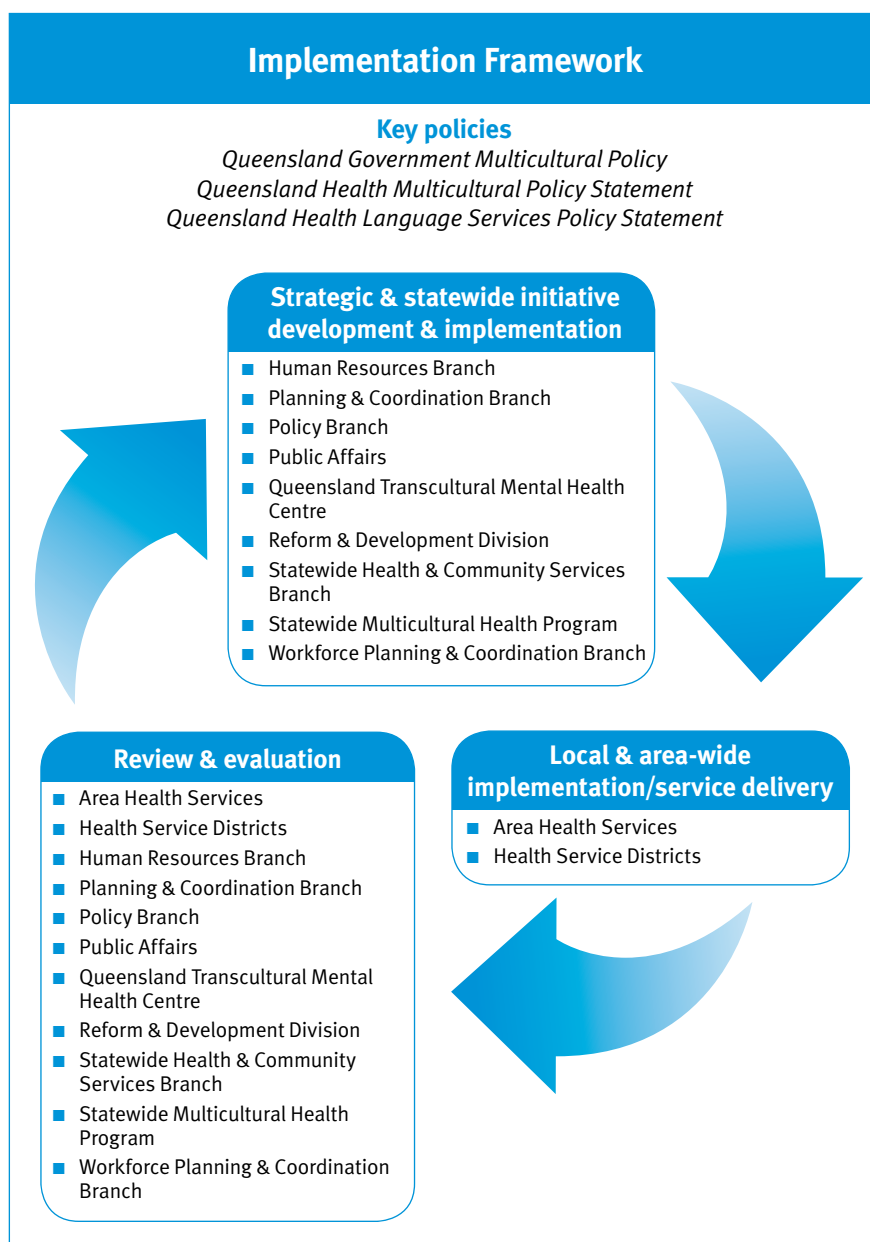 Implementation Framework
Key policies
Queensland Government Multicultural Policy
Queensland Health Multicultural Policy Statement
Queensland Health Language Services Policy Statement
Strategic & statewide initiative
development & implementation
■ Human Resources Branch
■ Planning & Coordination Branch
■ Policy Branch
■ Public Affairs
■ Queensland Transcultural Mental Health
Centre
■ Reform & Development Division
■ Statewide Health & Community Services
Branch
■ Statewide Multicultural Health Program
■ Workforce Planning & Coordination Branch
Review & evaluation
■ Area Health Services
■ Health Service Districts
■ Human Resources Branch
■ Planning & Coordination Branch
■ Policy Branch
■ Public Affairs
■ Queensland Transcultural Mental
Health Centre
■ Reform & Development Division
■ Statewide Health & Community
Services Branch
■ Statewide Multicultural Health
Program
■ Workforce Planning & Coordination
Branch
Local & area-wide
implementation/service delivery
■ Area Health Services
■ Health Service Districts